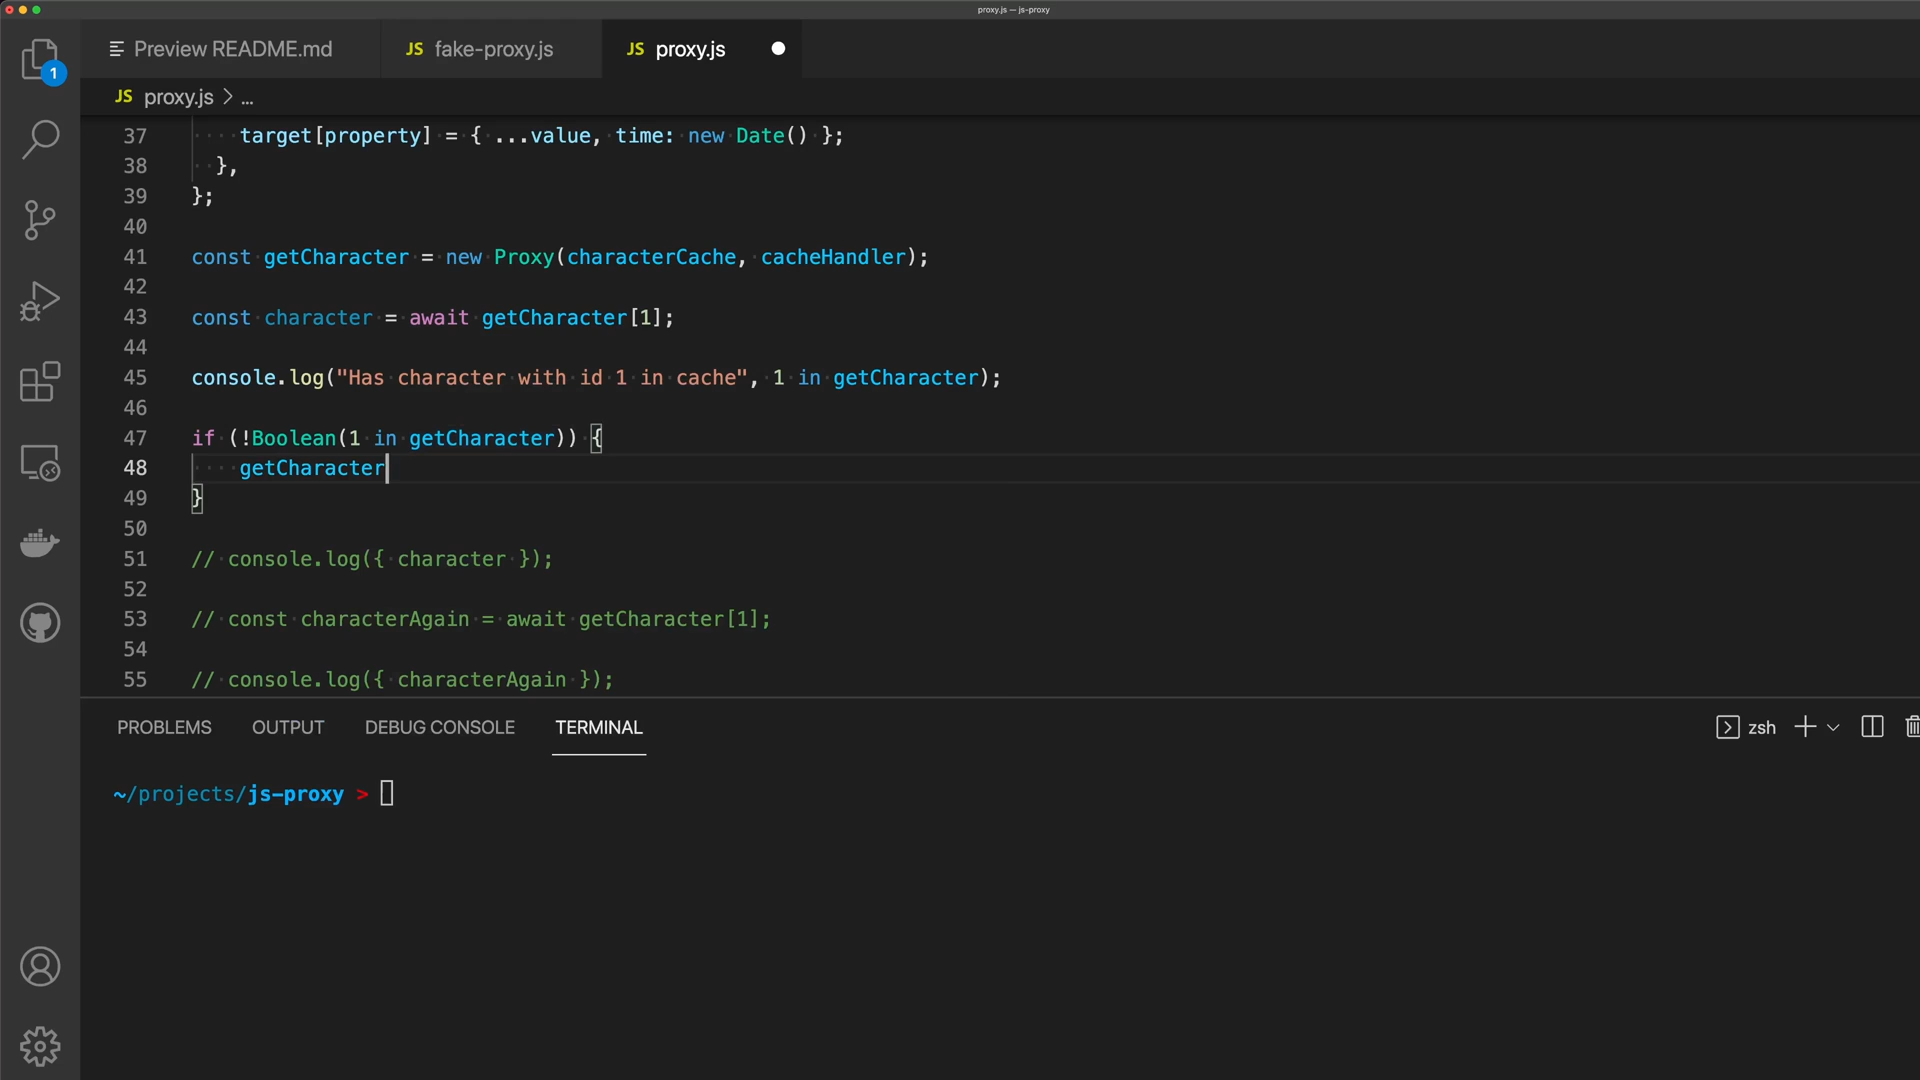 proxy.js — js-proxy
Preview README.md
JS fake-proxy.js
JS proxy.js
1
JS proxy.js > ...
37 target[property] = { ...value, time: new Date() };
38 },
39 };
40
41 const getCharacter = new Proxy(characterCache, cacheHandler);
42
43 const character = await getCharacter[1];
44
45 console.log("Has character with id 1 in cache", 1 in getCharacter);
46
47 if (!Boolean(1 in getCharacter)) {
48 getCharacter
49 }
50
51 // console.log({ character });
52
53 // const characterAgain = await getCharacter[1];
54
55 // console.log({ characterAgain });
PROBLEMS OUTPUT DEBUG CONSOLE TERMINAL
zsh
~/projects/js-proxy >